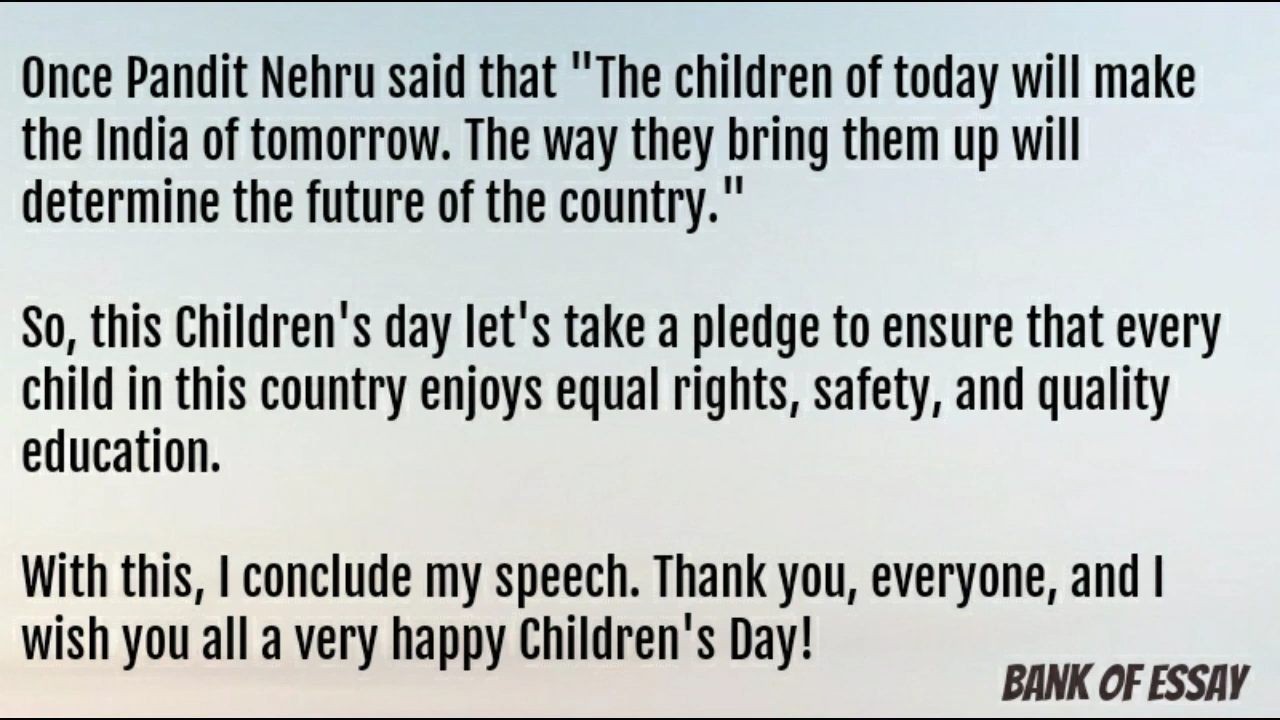 Once Pandit Nehru said that "The children of today will make
the India of tomorrow. The way they bring them up will
determine the future of the country."
So, this Children's day let's take a pledge to ensure that every
child in this country enjoys equal rights, safety, and quality
education.
With this, I conclude my speech. Thank you, everyone, and I
wish you all a very happy Children's Day!
BANK OF ESSAY